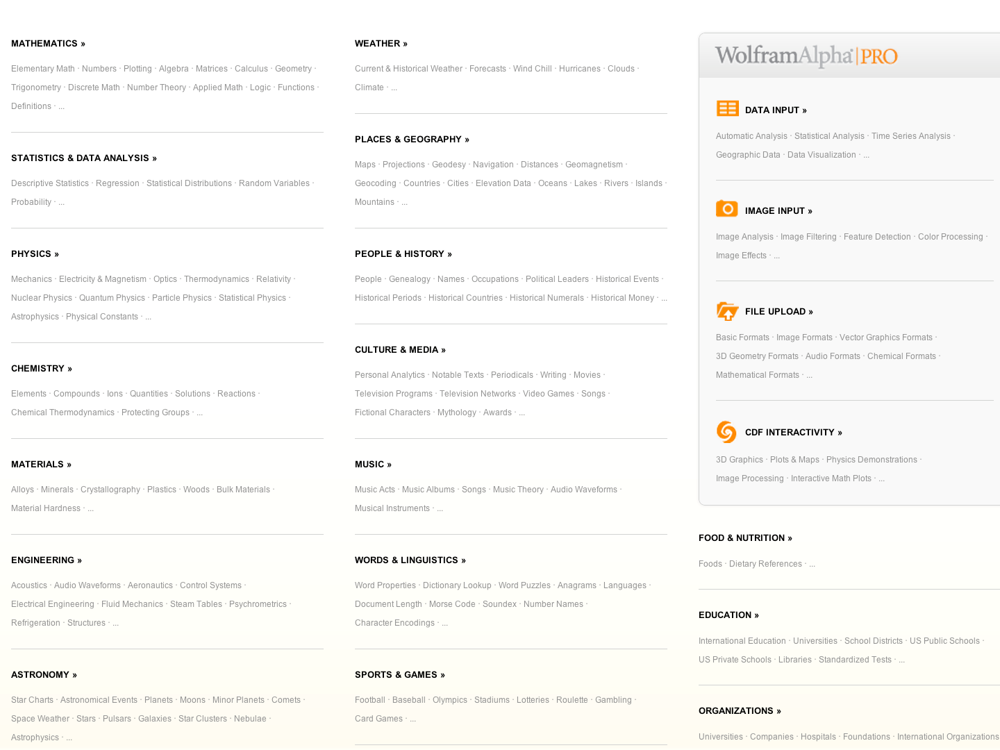 MATHEMATICS »
Elementary Math · Numbers · Plotting · Algebra · Matrices · Calculus · Geometry ·
Trigonometry · Discrete Math · Number Theory · Applied Math · Logic · Functions ·
Definitions · ...
STATISTICS & DATA ANALYSIS »
Descriptive Statistics · Regression · Statistical Distributions · Random Variables ·
Probability · ...
PHYSICS »
Mechanics · Electricity & Magnetism · Optics · Thermodynamics · Relativity ·
Nuclear Physics · Quantum Physics · Particle Physics · Statistical Physics ·
Astrophysics · Physical Constants · ...
CHEMISTRY »
Elements · Compounds · Ions · Quantities · Solutions · Reactions ·
Chemical Thermodynamics · Protecting Groups · ...
MATERIALS »
Alloys · Minerals · Crystallography · Plastics · Woods · Bulk Materials ·
Material Hardness · ...
ENGINEERING »
Acoustics · Audio Waveforms · Aeronautics · Control Systems ·
Electrical Engineering · Fluid Mechanics · Steam Tables · Psychrometrics ·
Refrigeration · Structures · ...
ASTRONOMY »
Star Charts · Astronomical Events · Planets · Moons · Minor Planets · Comets ·
Space Weather · Stars · Pulsars · Galaxies · Star Clusters · Nebulae ·
Astrophysics · ...
WEATHER »
Current & Historical Weather · Forecasts · Wind Chill · Hurricanes · Clouds ·
Climate · ...
PLACES & GEOGRAPHY »
Maps · Projections · Geodesy · Navigation · Distances · Geomagnetism ·
Geocoding · Countries · Cities · Elevation Data · Oceans · Lakes · Rivers · Islands ·
Mountains · ...
PEOPLE & HISTORY »
People · Genealogy · Names · Occupations · Political Leaders · Historical Events ·
Historical Periods · Historical Countries · Historical Numerals · Historical Money · ...
CULTURE & MEDIA »
Personal Analytics · Notable Texts · Periodicals · Writing · Movies ·
Television Programs · Television Networks · Video Games · Songs ·
Fictional Characters · Mythology · Awards · ...
MUSIC »
Music Acts · Music Albums · Songs · Music Theory · Audio Waveforms ·
Musical Instruments · ...
WORDS & LINGUISTICS »
Word Properties · Dictionary Lookup · Word Puzzles · Anagrams · Languages ·
Document Length · Morse Code · Soundex · Number Names ·
Character Encodings · ...
SPORTS & GAMES »
Football · Baseball · Olympics · Stadiums · Lotteries · Roulette · Gambling ·
Card Games · ...
WolframAlpha|PRO
DATA INPUT »
Automatic Analysis · Statistical Analysis · Time Series Analysis ·
Geographic Data · Data Visualization · ...
IMAGE INPUT »
Image Analysis · Image Filtering · Feature Detection · Color Processing ·
Image Effects · ...
FILE UPLOAD »
Basic Formats · Image Formats · Vector Graphics Formats ·
3D Geometry Formats · Audio Formats · Chemical Formats ·
Mathematical Formats · ...
CDF INTERACTIVITY »
3D Graphics · Plots & Maps · Physics Demonstrations ·
Image Processing · Interactive Math Plots · ...
FOOD & NUTRITION »
Foods · Dietary References · ...
EDUCATION »
International Education · Universities · School Districts · US Public Schools ·
US Private Schools · Libraries · Standardized Tests · ...
ORGANIZATIONS »
Universities · Companies · Hospitals · Foundations · International Organizations